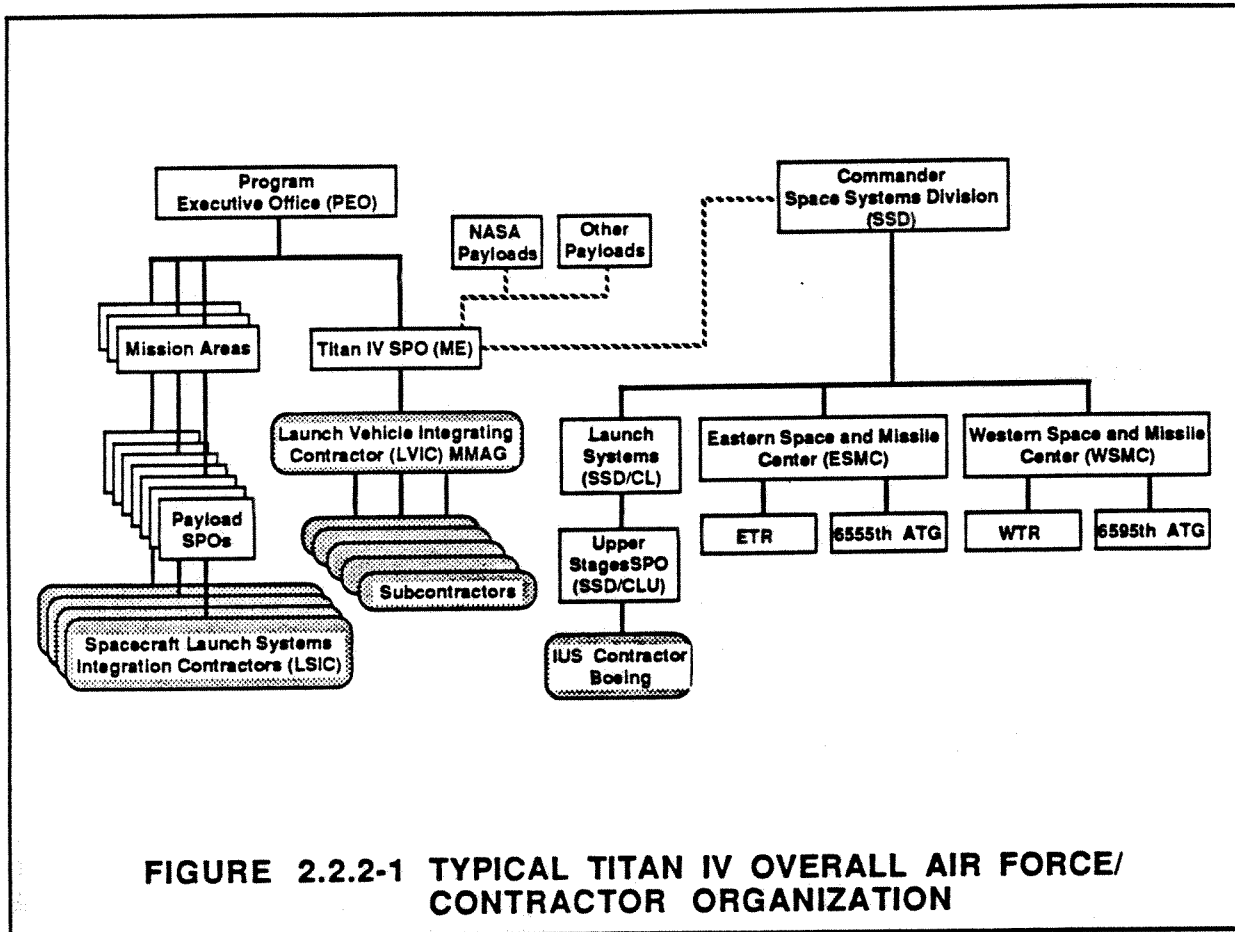 Program
Executive Office (PEO)
Commander
Space Systems Division
(SSD)
NASA
Payloads
Other
Payloads
Mission Areas
Titan IV SPO (ME)
Launch Vehicle Integrating
Contractor (LVIC) MMAG
Launch
Systems
(SSD/CL)
Eastern Space and Missile
Center (ESMC)
Western Space and Missile
Center (WSMC)
Payload
SPOs
ETR
6555th ATG
WTR
6595th ATG
Upper
StagesSPO
(SSD/CLU)
Subcontractors
Spacecraft Launch Systems
Integration Contractors (LSIC)
IUS Contractor
Boeing
FIGURE 2.2.2-1 TYPICAL TITAN IV OVERALL AIR FORCE/
CONTRACTOR ORGANIZATION